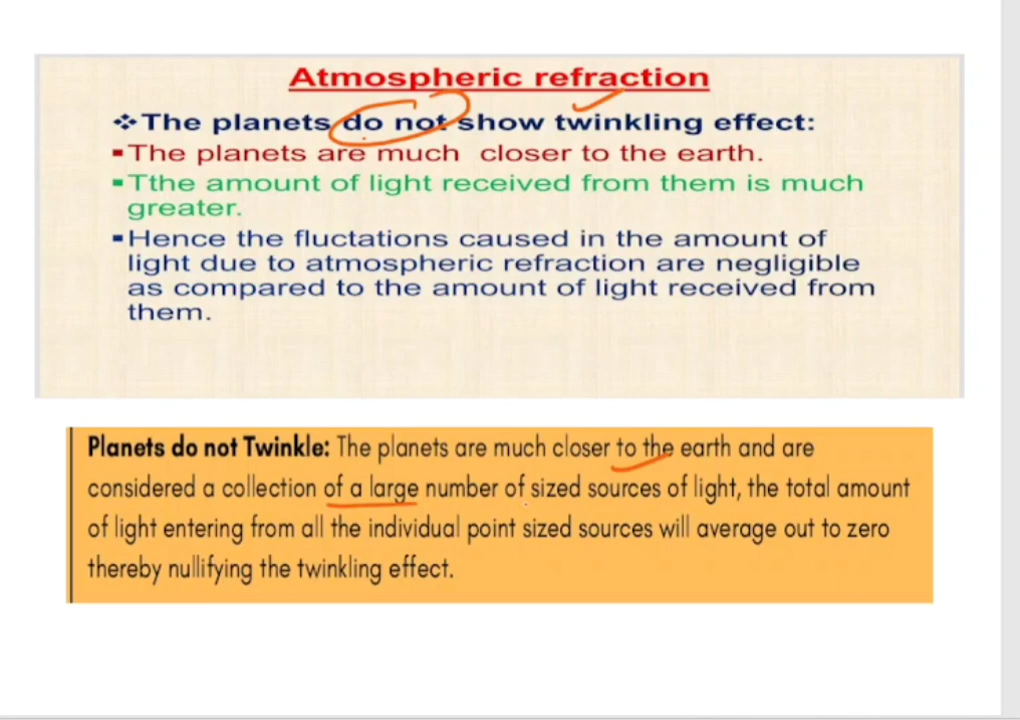 Atmospheric refraction
❖The planets do not show twinkling effect:
▪The planets are much closer to the earth.
▪Tthe amount of light received from them is much
greater.
▪Hence the fluctations caused in the amount of
light due to atmospheric refraction are negligible
as compared to the amount of light received from
them.
Planets do not Twinkle: The planets are much closer to the earth and are
considered a collection of a large number of sized sources of light, the total amount
of light entering from all the individual point sized sources will average out to zero
thereby nullifying the twinkling effect.